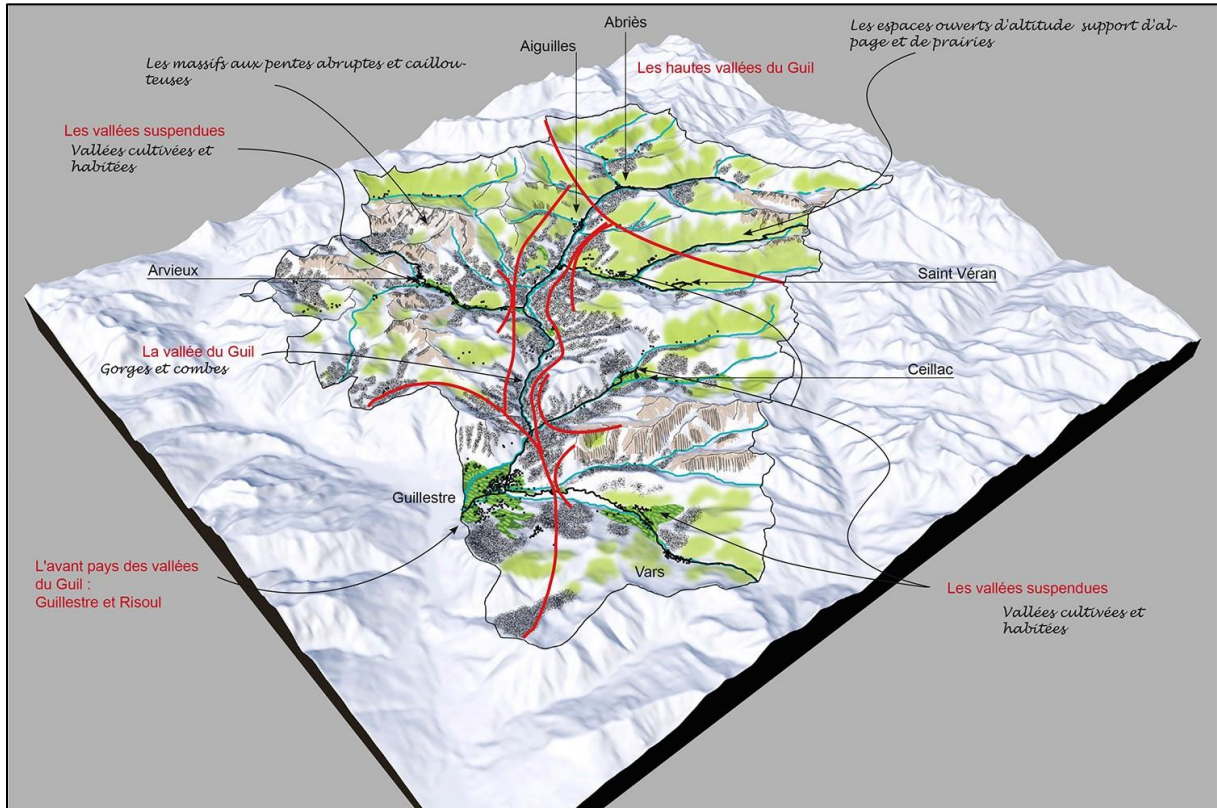 Abriès
Les espaces ouverts d'altitude support d'al-
page et de prairies
Aiguilles
Les massifs aux pentes abruptes et caillou-
teuses
Les hautes vallées du Guil
Les vallées suspendues
Vallées cultivées et
habitées
Arvieux
Saint Véran
La vallée du Guil
Gorges et combes
Ceillac
Guillestre
L'avant pays des vallées
du Guil :
Guillestre et Risoul
Vars
Les vallées suspendues
Vallées cultivées et
habitées